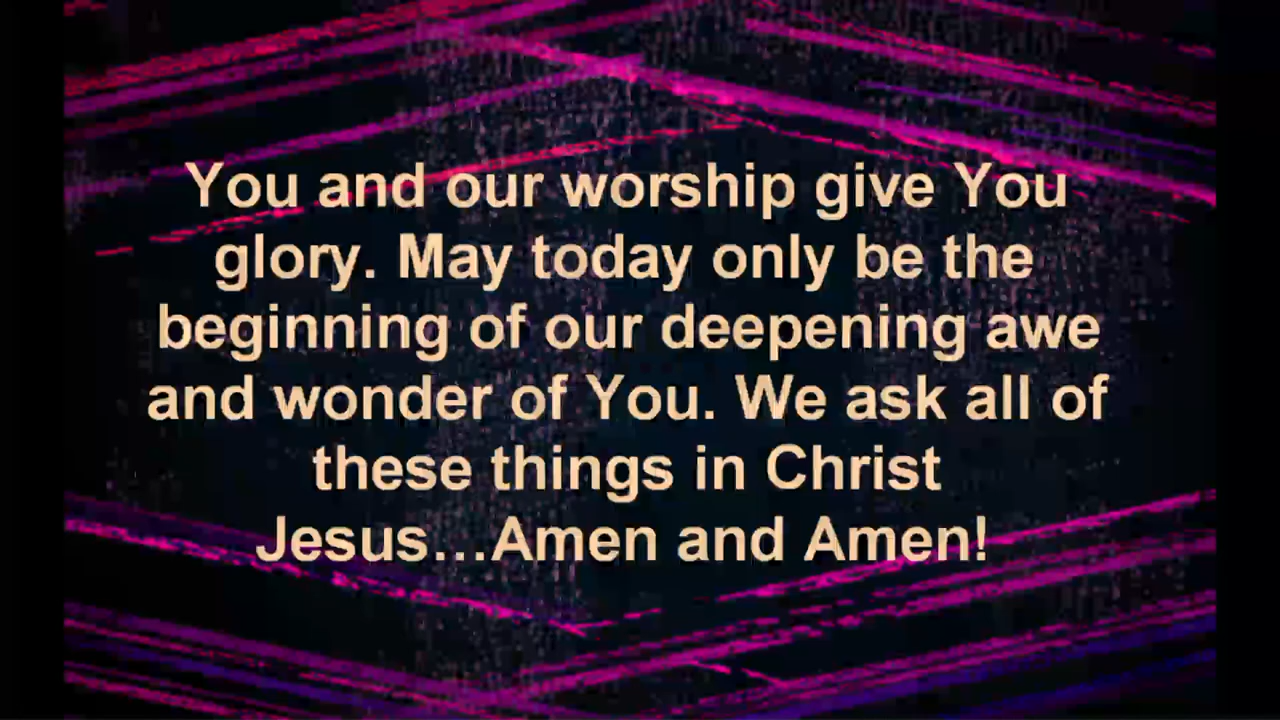 You and our worship give You
glory. May today only be the
beginning of our deepening awe
and wonder of You. We ask all of
these things in Christ
Jesus…Amen and Amen!